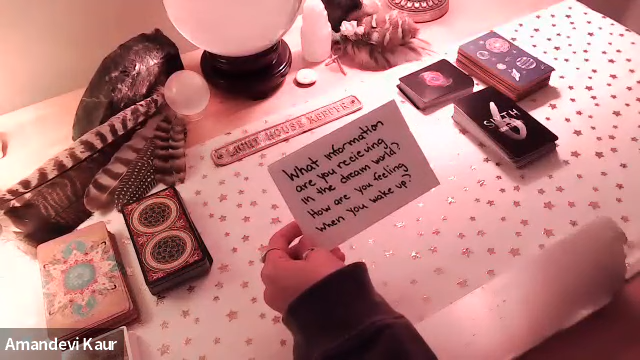 LIGHT HOUSE KEEPER
What information
are you recieving
in the dream world?
How are you feeling
when you wake up?
Amandevi Kaur